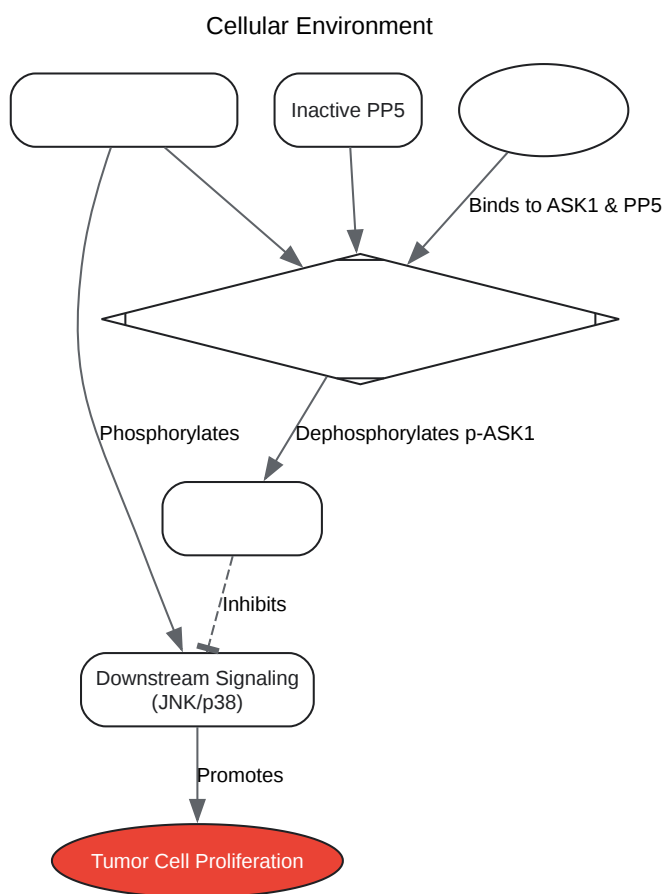 Cellular Environment
Inactive PP5
Binds to ASK1 & PP5
Phosphorylates
Dephosphorylates p-ASK1
Inhibits
Downstream Signaling
(JNK/p38)
Promotes
Tumor Cell Proliferation